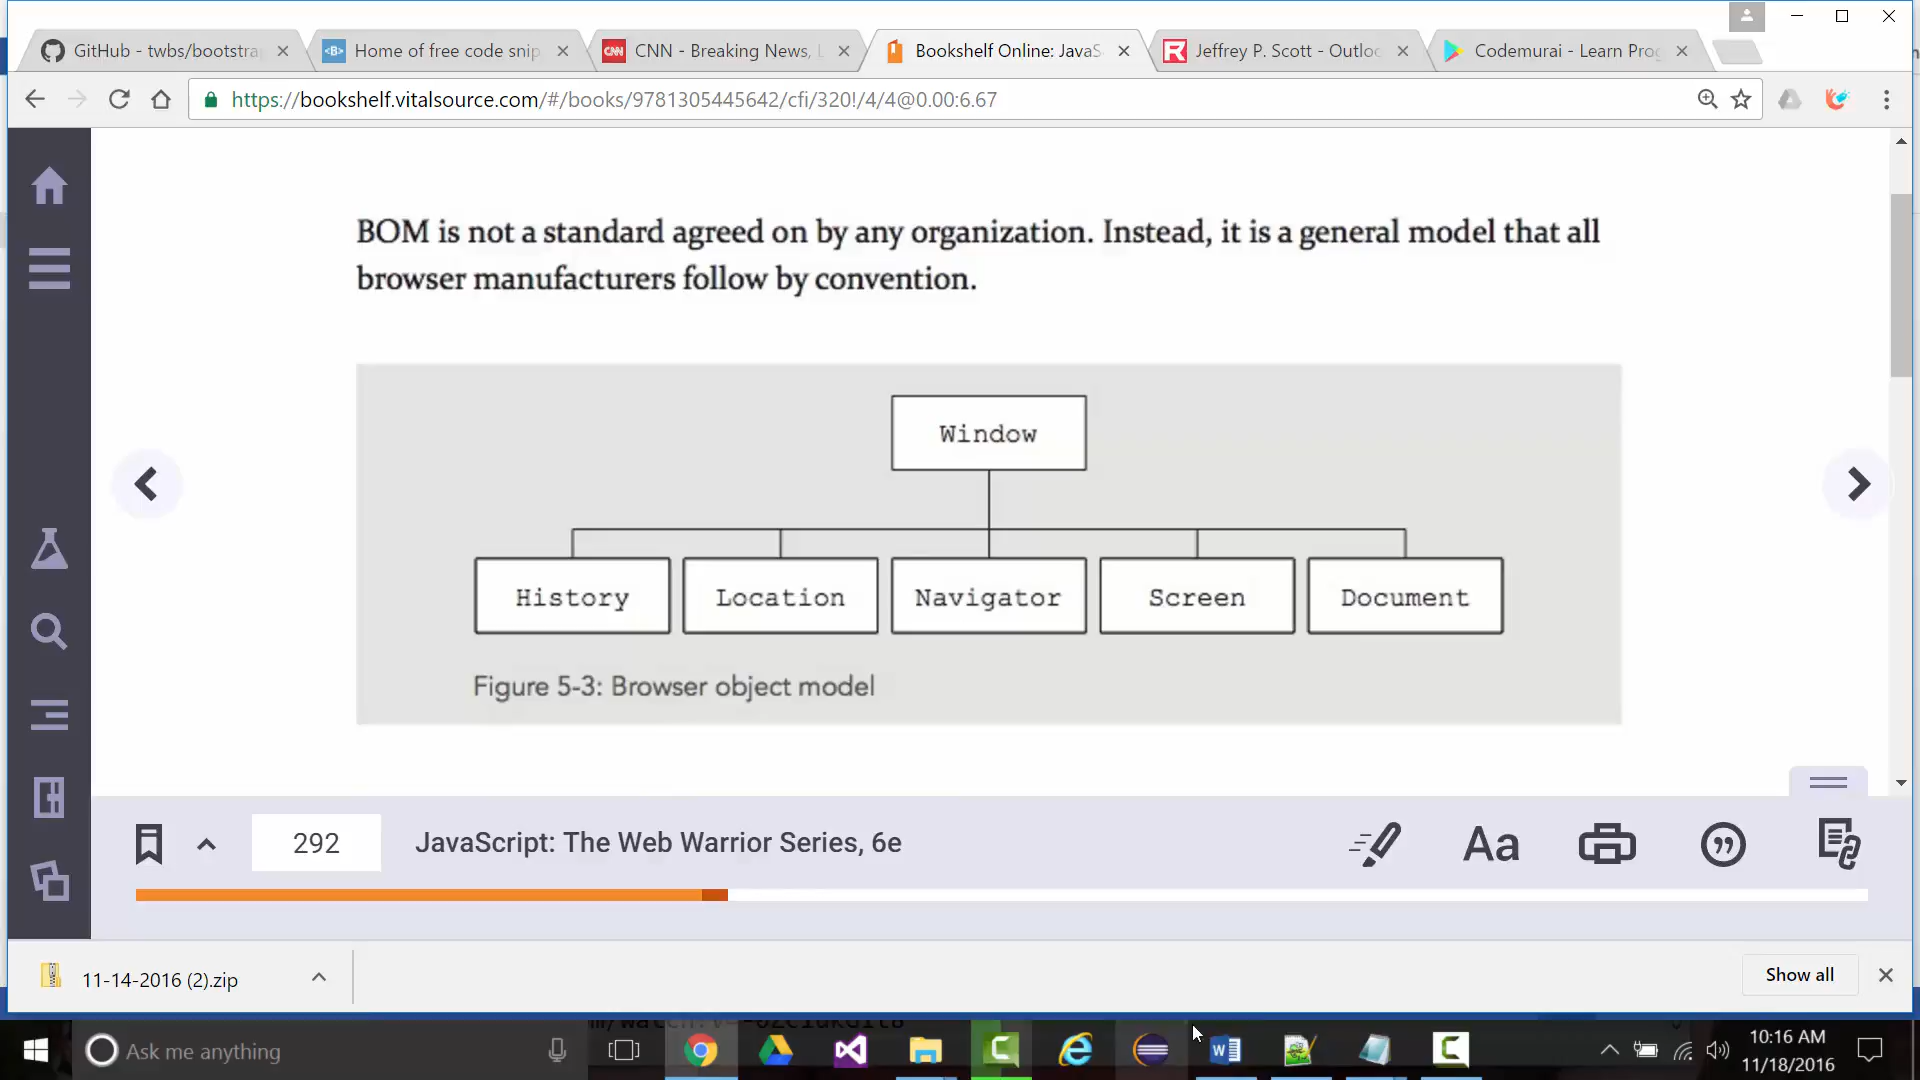 GitHub - twbs/bootstra
Home of free code snip
CNN - Breaking News, L
Bookshelf Online: JavaS
Jeffrey P. Scott - Outloo
Codemurai - Learn Prog
https://bookshelf.vitalsource.com/#/books/9781305445642/cfi/320!/4/4@0.00:6.67
BOM is not a standard agreed on by any organization. Instead, it is a general model that all
browser manufacturers follow by convention.
Window
History
Location
Navigator
Screen
Document
Figure 5-3: Browser object model
292
JavaScript: The Web Warrior Series, 6e
Aa
11-14-2016 (2).zip
Show all
Ask me anything
10:16 AM
11/18/2016